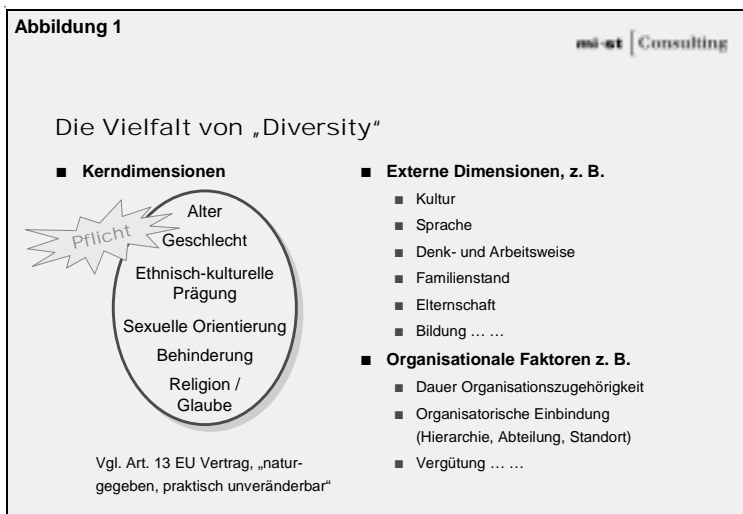 Abbildung 1
mi-st [ Consulting
Die Vielfalt von „Diversity“
■ Kerndimensionen
Pflicht
Alter
Geschlecht
Ethnisch-kulturelle
Prägung
Sexuelle Orientierung
Behinderung
Religion /
Glaube
Vgl. Art. 13 EU Vertrag, „natur-
gegeben, praktisch unveränderbar“
■ Externe Dimensionen, z. B.
■ Kultur
■ Sprache
■ Denk- und Arbeitsweise
■ Familienstand
■ Elternschaft
■ Bildung … …
■ Organisationale Faktoren z. B.
■ Dauer Organisationszugehörigkeit
■ Organisatorische Einbindung
(Hierarchie, Abteilung, Standort)
■ Vergütung … …